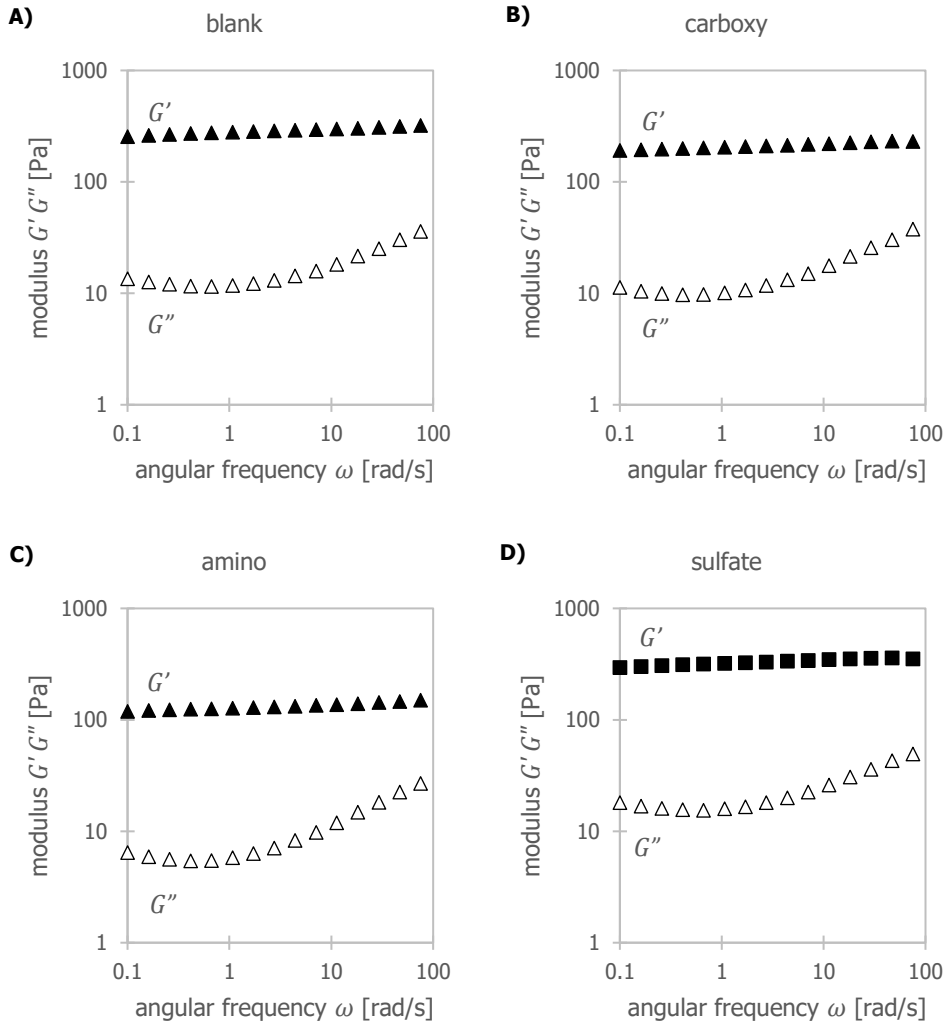 A)
blank
modulus G′ G″ [Pa]
1000
100
10
1
G′
G″
0.1
1
10
100
angular frequency ω [rad/s]
B)
carboxy
modulus G′ G″ [Pa]
1000
100
10
1
G′
G″
0.1
1
10
100
angular frequency ω [rad/s]
C)
amino
modulus G′ G″ [Pa]
1000
100
10
1
G′
G″
0.1
1
10
100
angular frequency ω [rad/s]
D)
sulfate
modulus G′ G″ [Pa]
1000
100
10
1
G′
G″
0.1
1
10
100
angular frequency ω [rad/s]